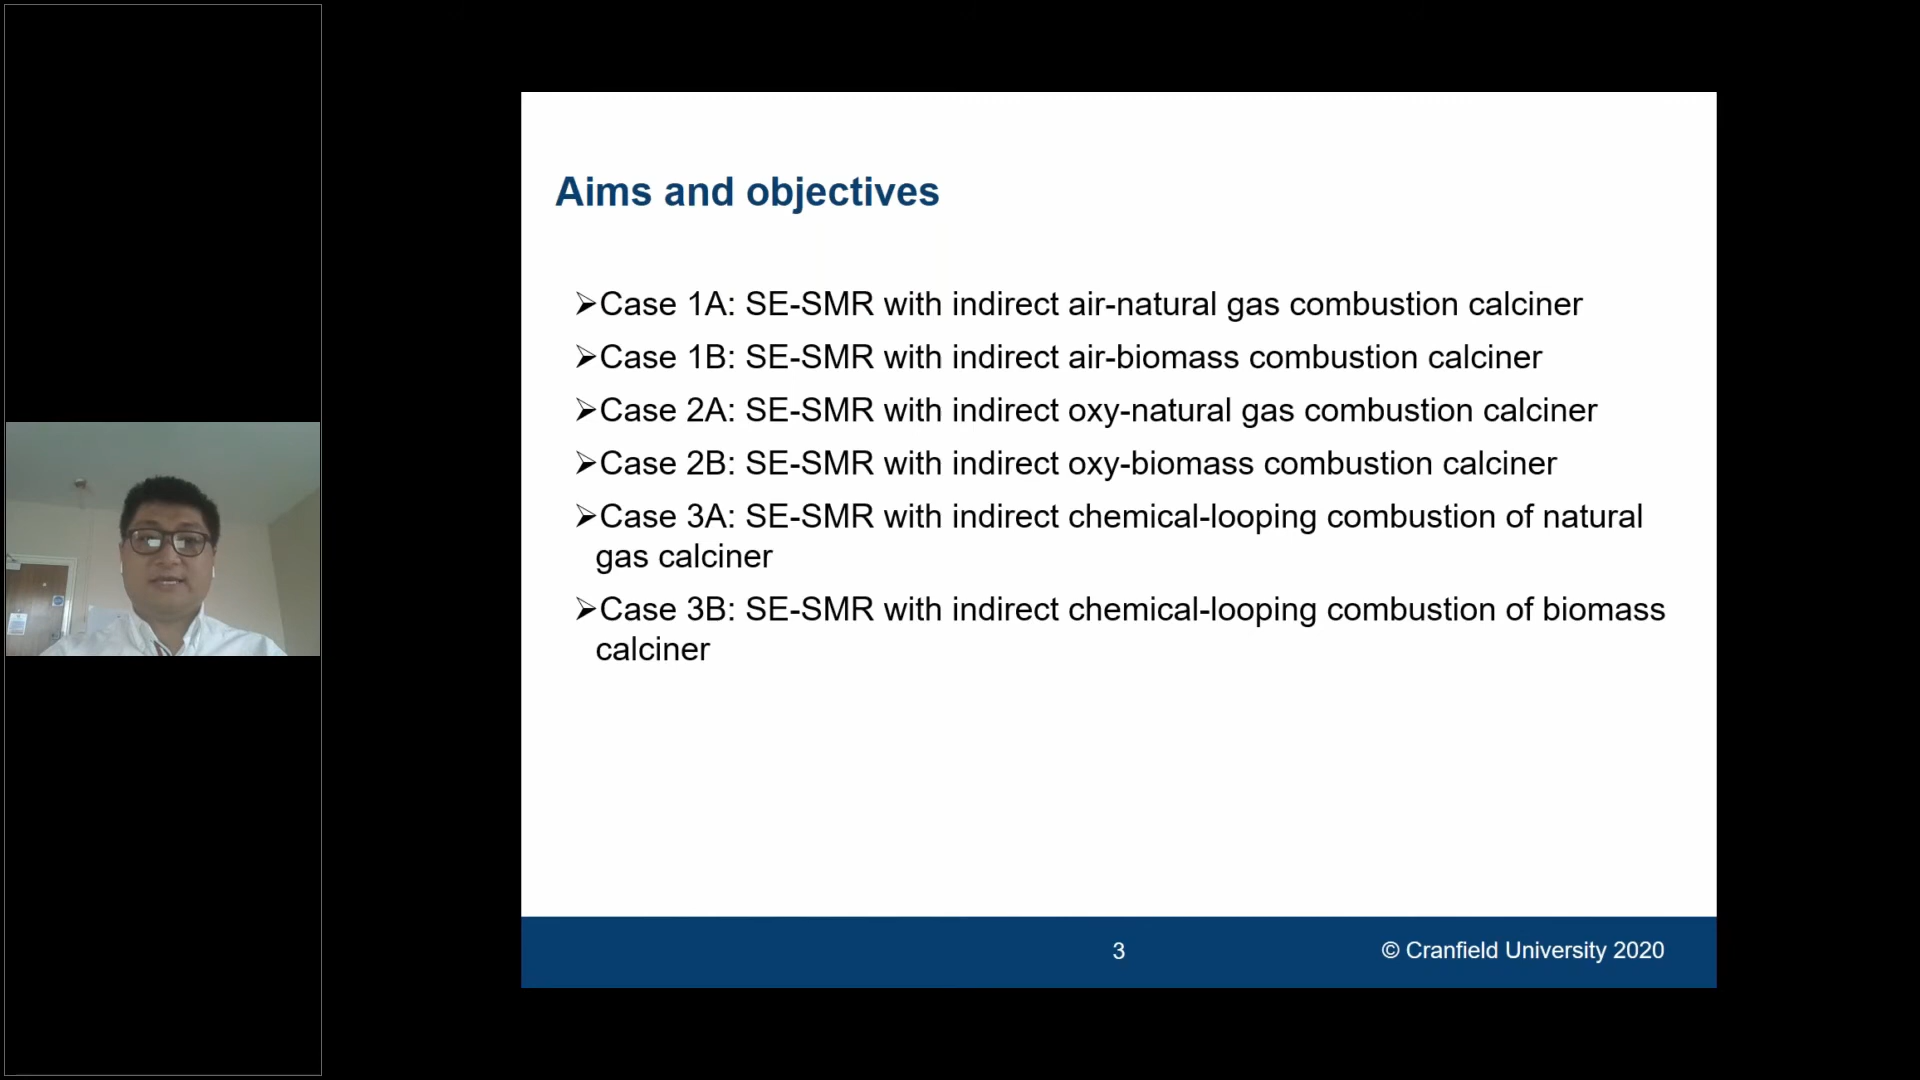 Aims and objectives
➢Case 1A: SE-SMR with indirect air-natural gas combustion calciner
➢Case 1B: SE-SMR with indirect air-biomass combustion calciner
➢Case 2A: SE-SMR with indirect oxy-natural gas combustion calciner
➢Case 2B: SE-SMR with indirect oxy-biomass combustion calciner
➢Case 3A: SE-SMR with indirect chemical-looping combustion of natural
gas calciner
➢Case 3B: SE-SMR with indirect chemical-looping combustion of biomass
calciner
3
© Cranfield University 2020